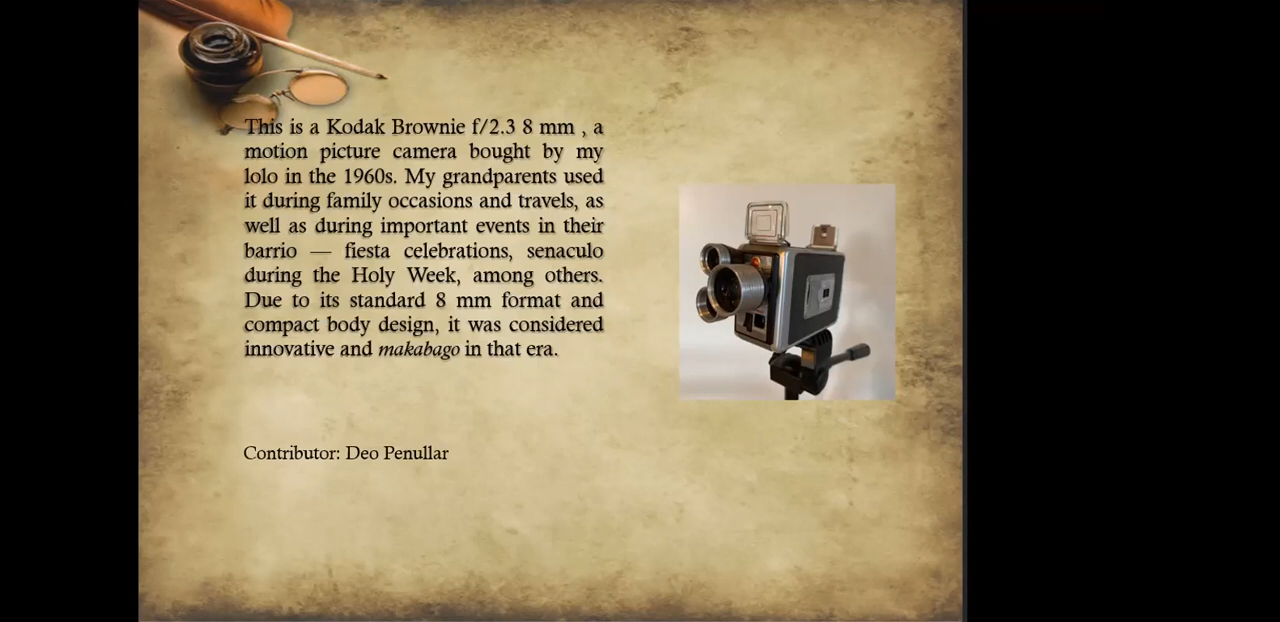 This is a Kodak Brownie f/2.3 8 mm , a
motion picture camera bought by my
lolo in the 1960s. My grandparents used
it during family occasions and travels, as
well as during important events in their
barrio — fiesta celebrations, senaculo
during the Holy Week, among others.
Due to its standard 8 mm format and
compact body design, it was considered
innovative and makabago in that era.
Contributor: Deo Penullar